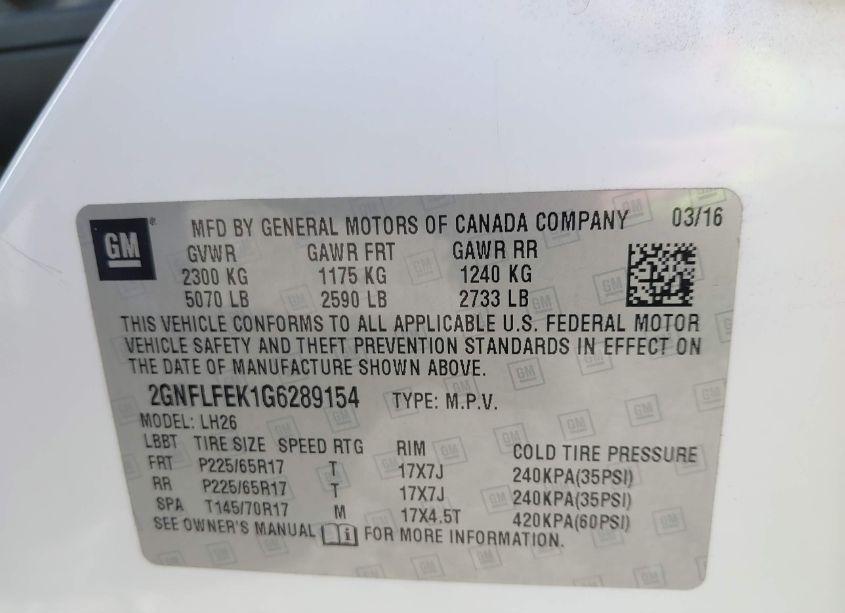 GM
MFD BY GENERAL MOTORS OF CANADA COMPANY 03/16
GVWR GAWR FRT GAWR RR
2300 KG 1175 KG 1240 KG
5070 LB 2590 LB 2733 LB
THIS VEHICLE CONFORMS TO ALL APPLICABLE U.S. FEDERAL MOTOR
VEHICLE SAFETY AND THEFT PREVENTION STANDARDS IN EFFECT ON
THE DATE OF MANUFACTURE SHOWN ABOVE.
2GNFLFEK1G6289154 TYPE: M.P.V.
MODEL: LH26
LBBT TIRE SIZE SPEED RTG RIM COLD TIRE PRESSURE
FRT P225/65R17 T 17X7J 240KPA(35PSI)
RR P225/65R17 T 17X7J 240KPA(35PSI)
SPA T145/70R17 M 17X4.5T 420KPA(60PSI)
SEE OWNER'S MANUAL FOR MORE INFORMATION.